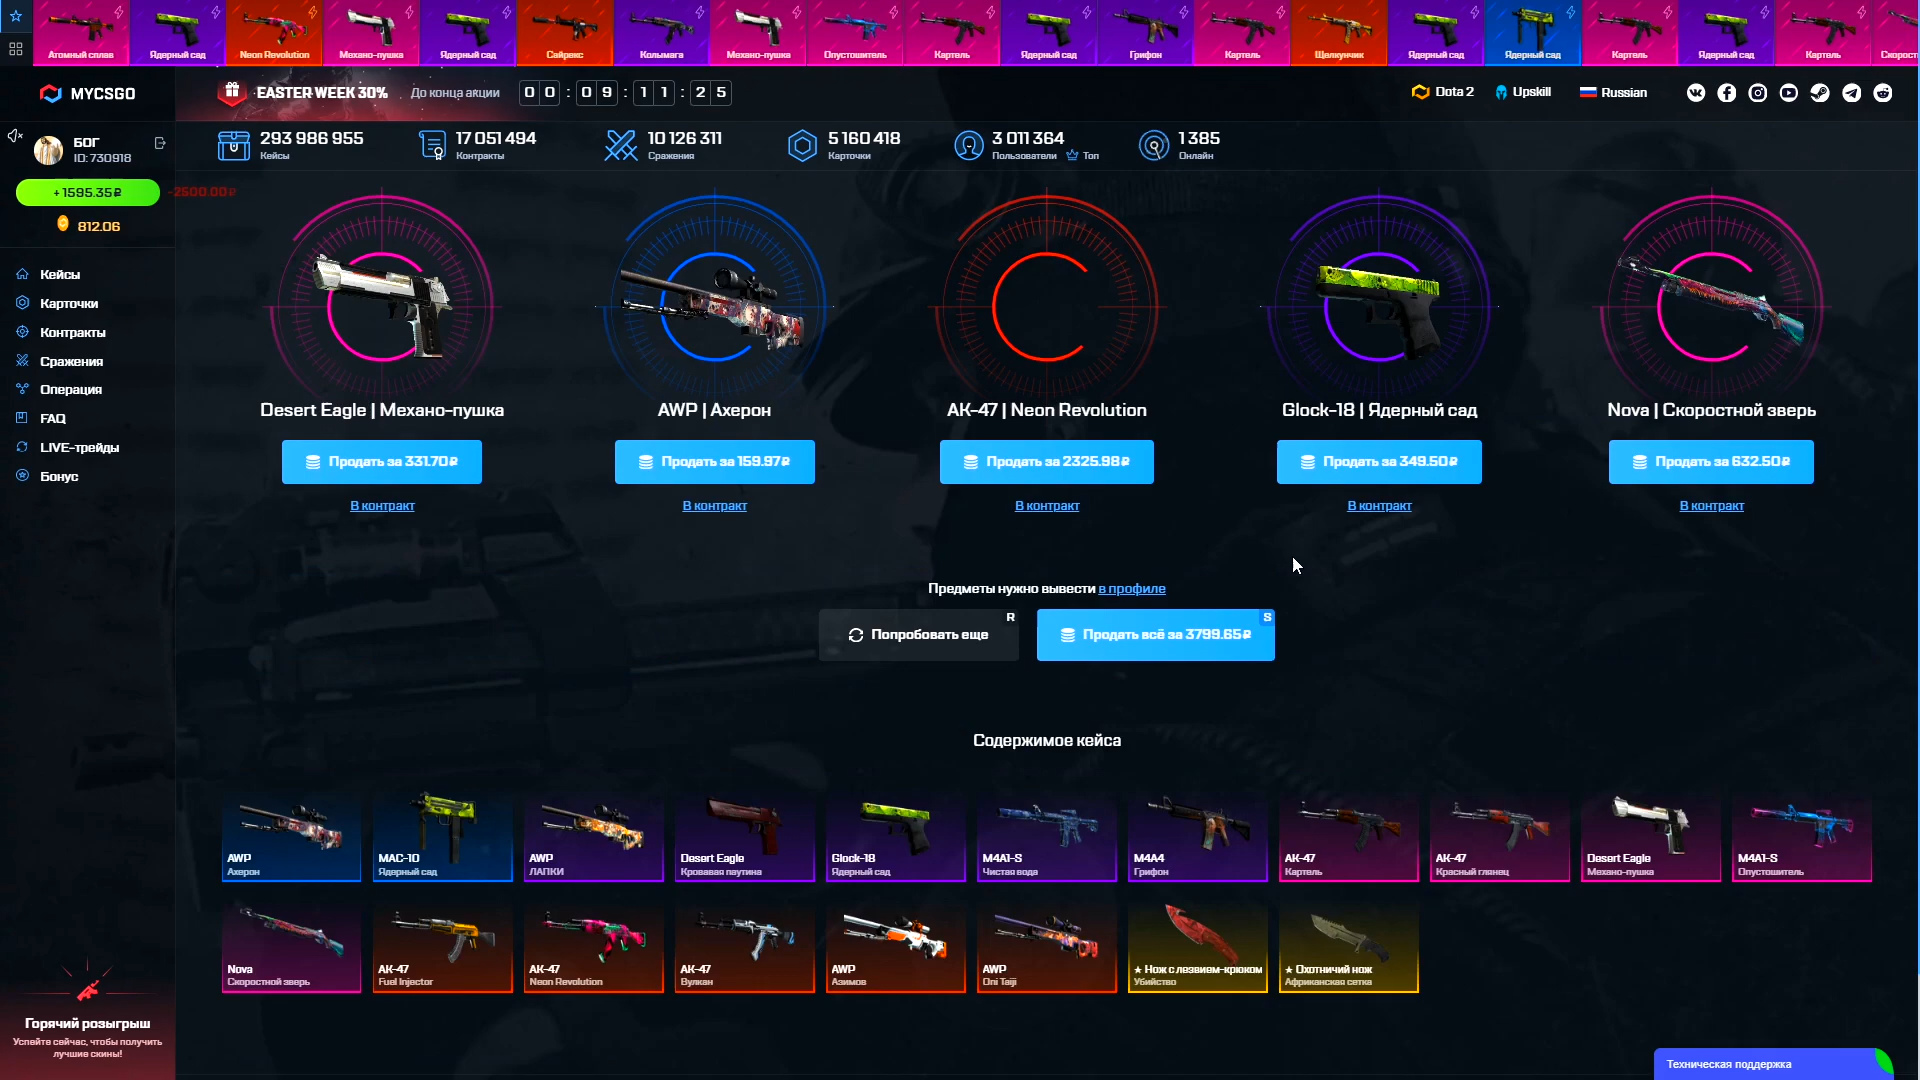 Атомный сплав
Ядерный сад
Neon Revolution
Механо-пушка
Ядерный сад
Сайрекс
Колымага
Механо-пушка
Опустошитель
Картель
Ядерный сад
Грифон
Картель
Щелкунчик
Ядерный сад
Ядерный сад
Картель
Ядерный сад
Картель
Скорост
MYCSGO
EASTER WEEK 30%
До конца акции
0 0 : 0 9 : 1 1 : 2 5
Dota 2
Upskill
Russian
БОГ
ID: 730918
+ 1595.35₽
-2500.00₽
812.06
293 986 955
Кейсы
17 051 494
Контракты
10 126 311
Сражения
5 160 418
Карточки
3 011 364
Пользователи
Топ
1 385
Онлайн
Кейсы
Карточки
Контракты
Сражения
Операция
FAQ
LIVE-трейды
Бонус
Desert Eagle | Механо-пушка
AWP | Ахерон
AK-47 | Neon Revolution
Glock-18 | Ядерный сад
Nova | Скоростной зверь
Продать за 331.70₽
Продать за 159.97₽
Продать за 2325.98₽
Продать за 349.50₽
Продать за 632.50₽
В контракт
В контракт
В контракт
В контракт
В контракт
Предметы нужно вывести в профиле
Попробовать еще
R
Продать всё за 3799.65₽
S
Содержимое кейса
AWP
Ахерон
MAC-10
Ядерный сад
AWP
ЛАПКИ
Desert Eagle
Кровавая паутина
Glock-18
Ядерный сад
M4A1-S
Чистая вода
M4A4
Грифон
AK-47
Картель
AK-47
Красный глянец
Desert Eagle
Механо-пушка
M4A1-S
Опустошитель
Nova
Скоростной зверь
AK-47
Fuel Injector
AK-47
Neon Revolution
AK-47
Вулкан
AWP
Азимов
AWP
Oni Taiji
★ Нож с лезвием-крюком
Убийство
★ Охотничий нож
Африканская сетка
Горячий розыгрыш
Успейте сейчас, чтобы получить
лучшие скины!
Техническая поддержка